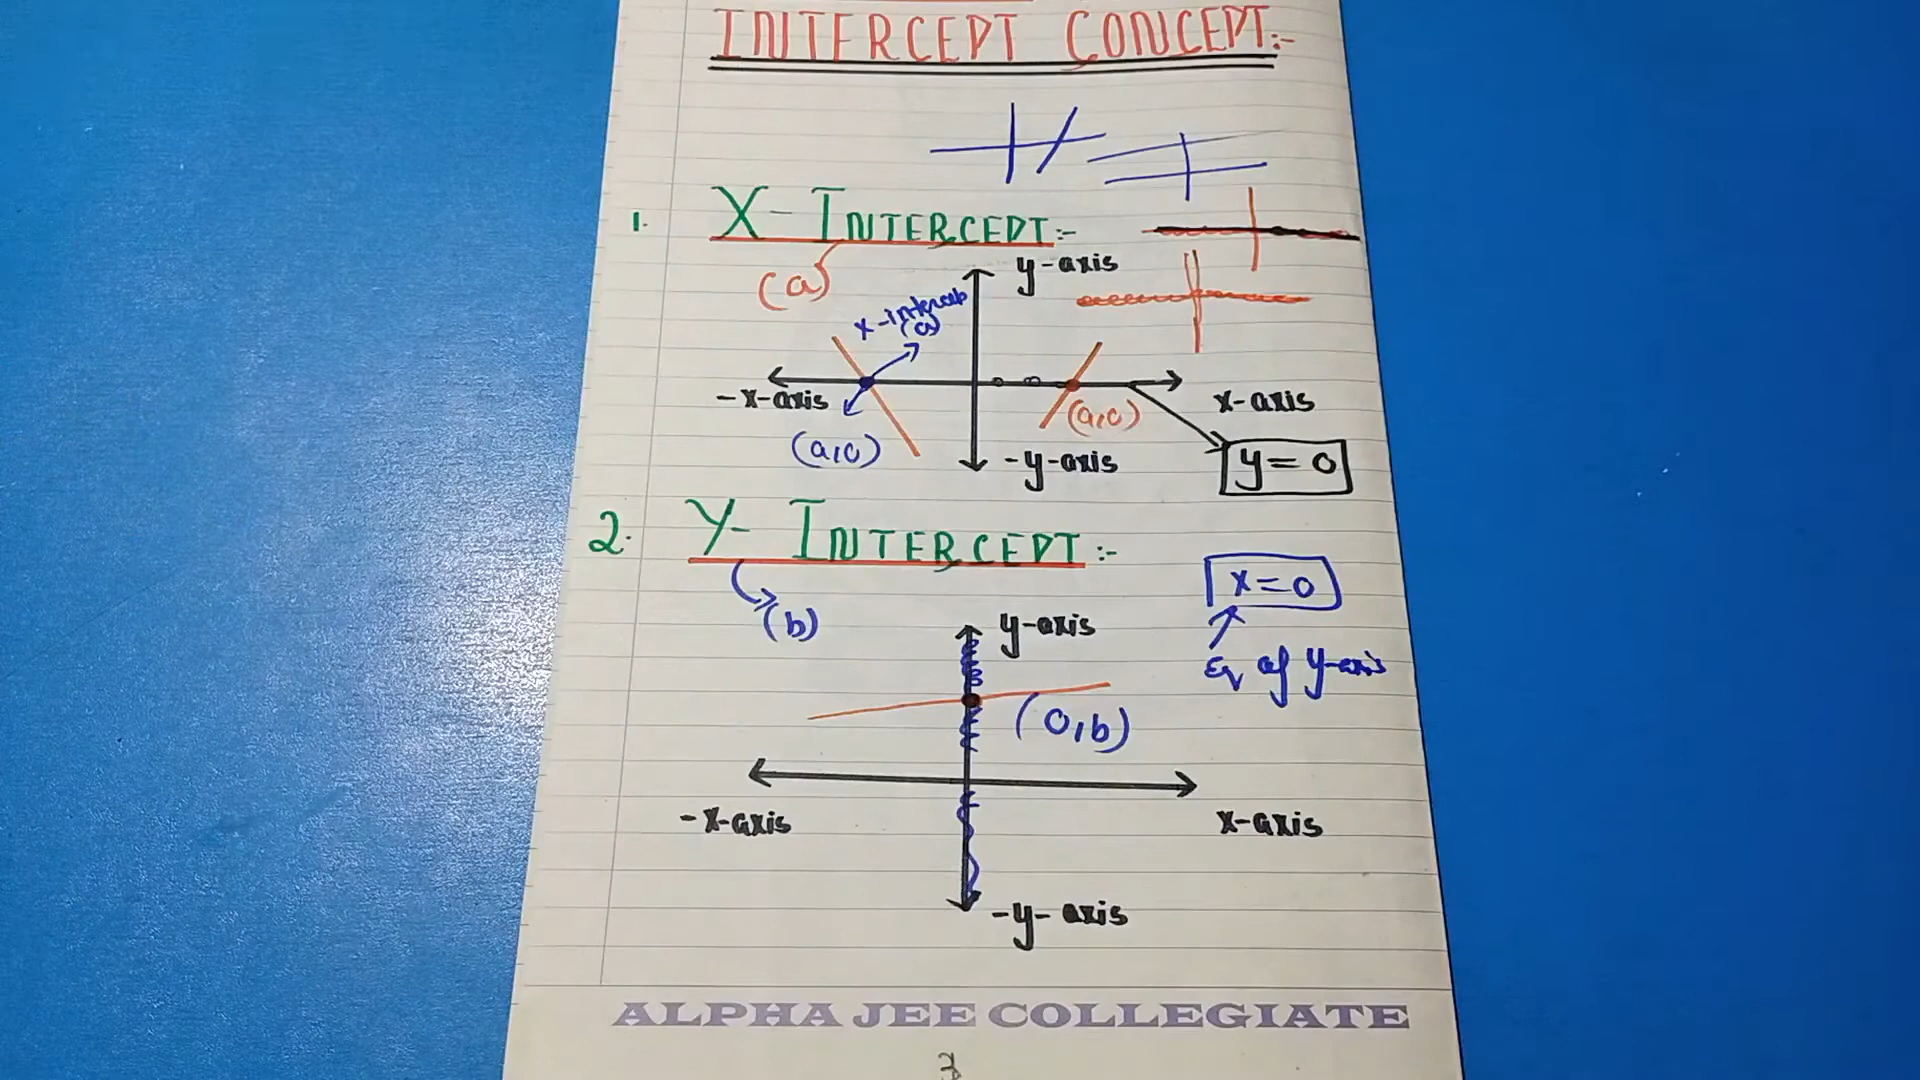 INTERCEPT CONCEPT:-
1. X-INTERCEPT:-
(a)
y-axis
x-intercep
(a)
-x-axis
x-axis
(a,0)
(a,0)
-y-axis
y=0
2. Y-INTERCEPT:-
x=0
(b)
y-axis
Eq of y-axis
(0,b)
-x-axis
x-axis
-y-axis
ALPHA JEE COLLEGIATE